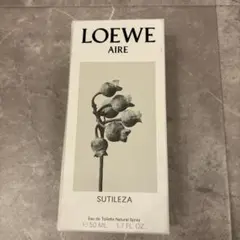 LOEWE
AIRE
SUTILEZA
Eau de Toilette Natural Spray
50 ML 1.7 FL. OZ.